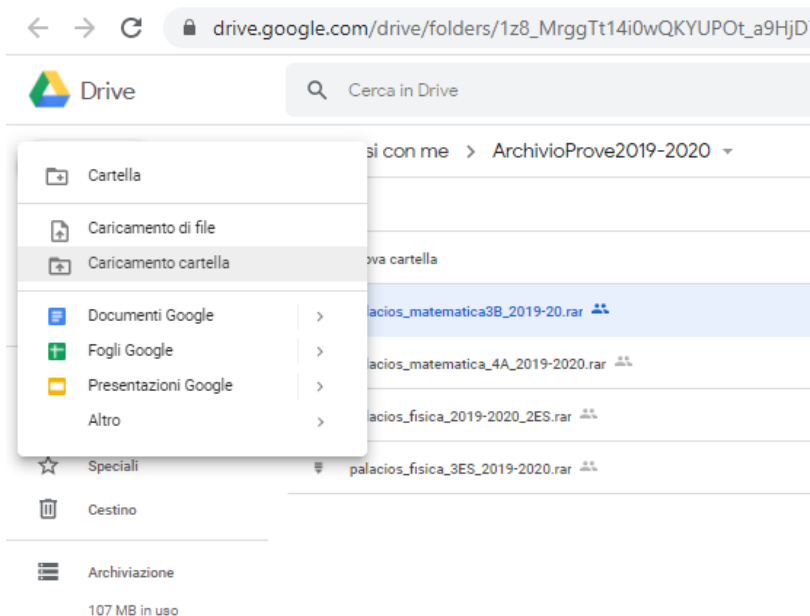 drive.google.com/drive/folders/1z8_MrggTt14i0wQKYUPOt_a9HjD
Drive
Cerca in Drive
si con me > ArchivioProve2019-2020
Cartella
Caricamento di file
Caricamento cartella
ova cartella
Documenti Google
lacios_matematica3B_2019-20.rar
Fogli Google
lacios_matematica_4A_2019-2020.rar
Presentazioni Google
Altro
lacios_fisica_2019-2020_2ES.rar
Speciali
palacios_fisica_3ES_2019-2020.rar
Cestino
Archiviazione
107 MB in uso